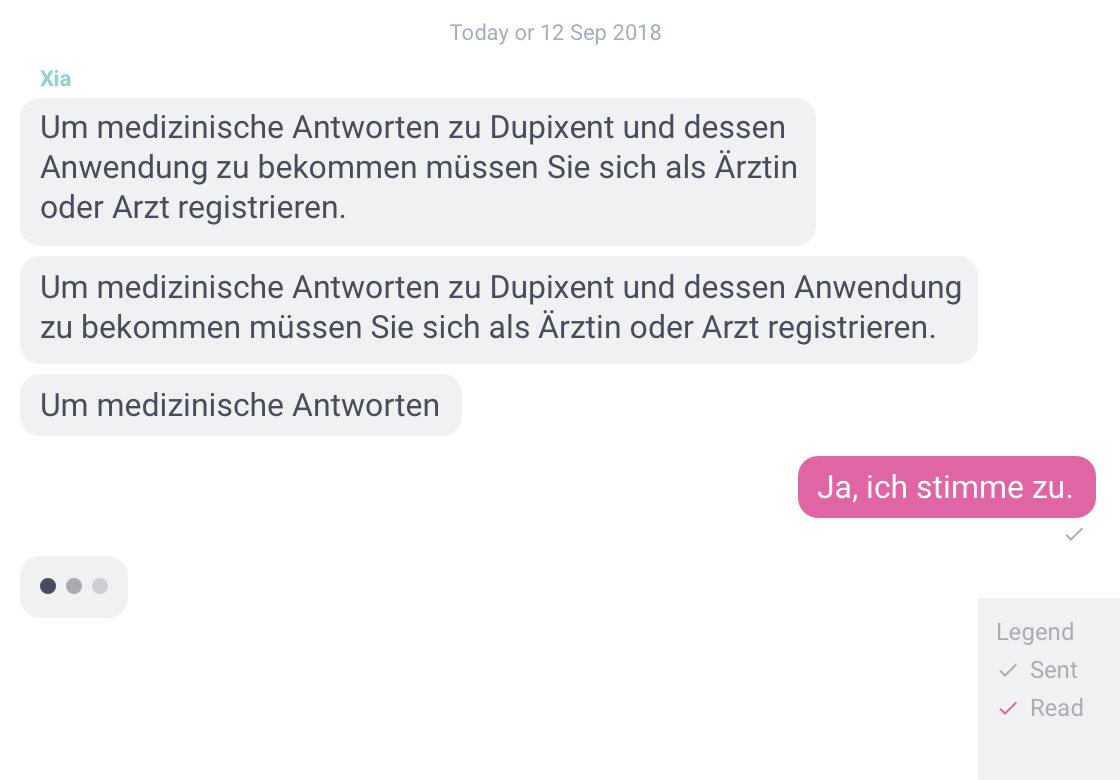 Today or 12 Sep 2018
Xia
Um medizinische Antworten zu Dupixent und dessen
Anwendung zu bekommen müssen Sie sich als Ärztin
oder Arzt registrieren.
Um medizinische Antworten zu Dupixent und dessen Anwendung
zu bekommen müssen Sie sich als Ärztin oder Arzt registrieren.
Um medizinische Antworten
Ja, ich stimme zu.
Legend
Sent
Read